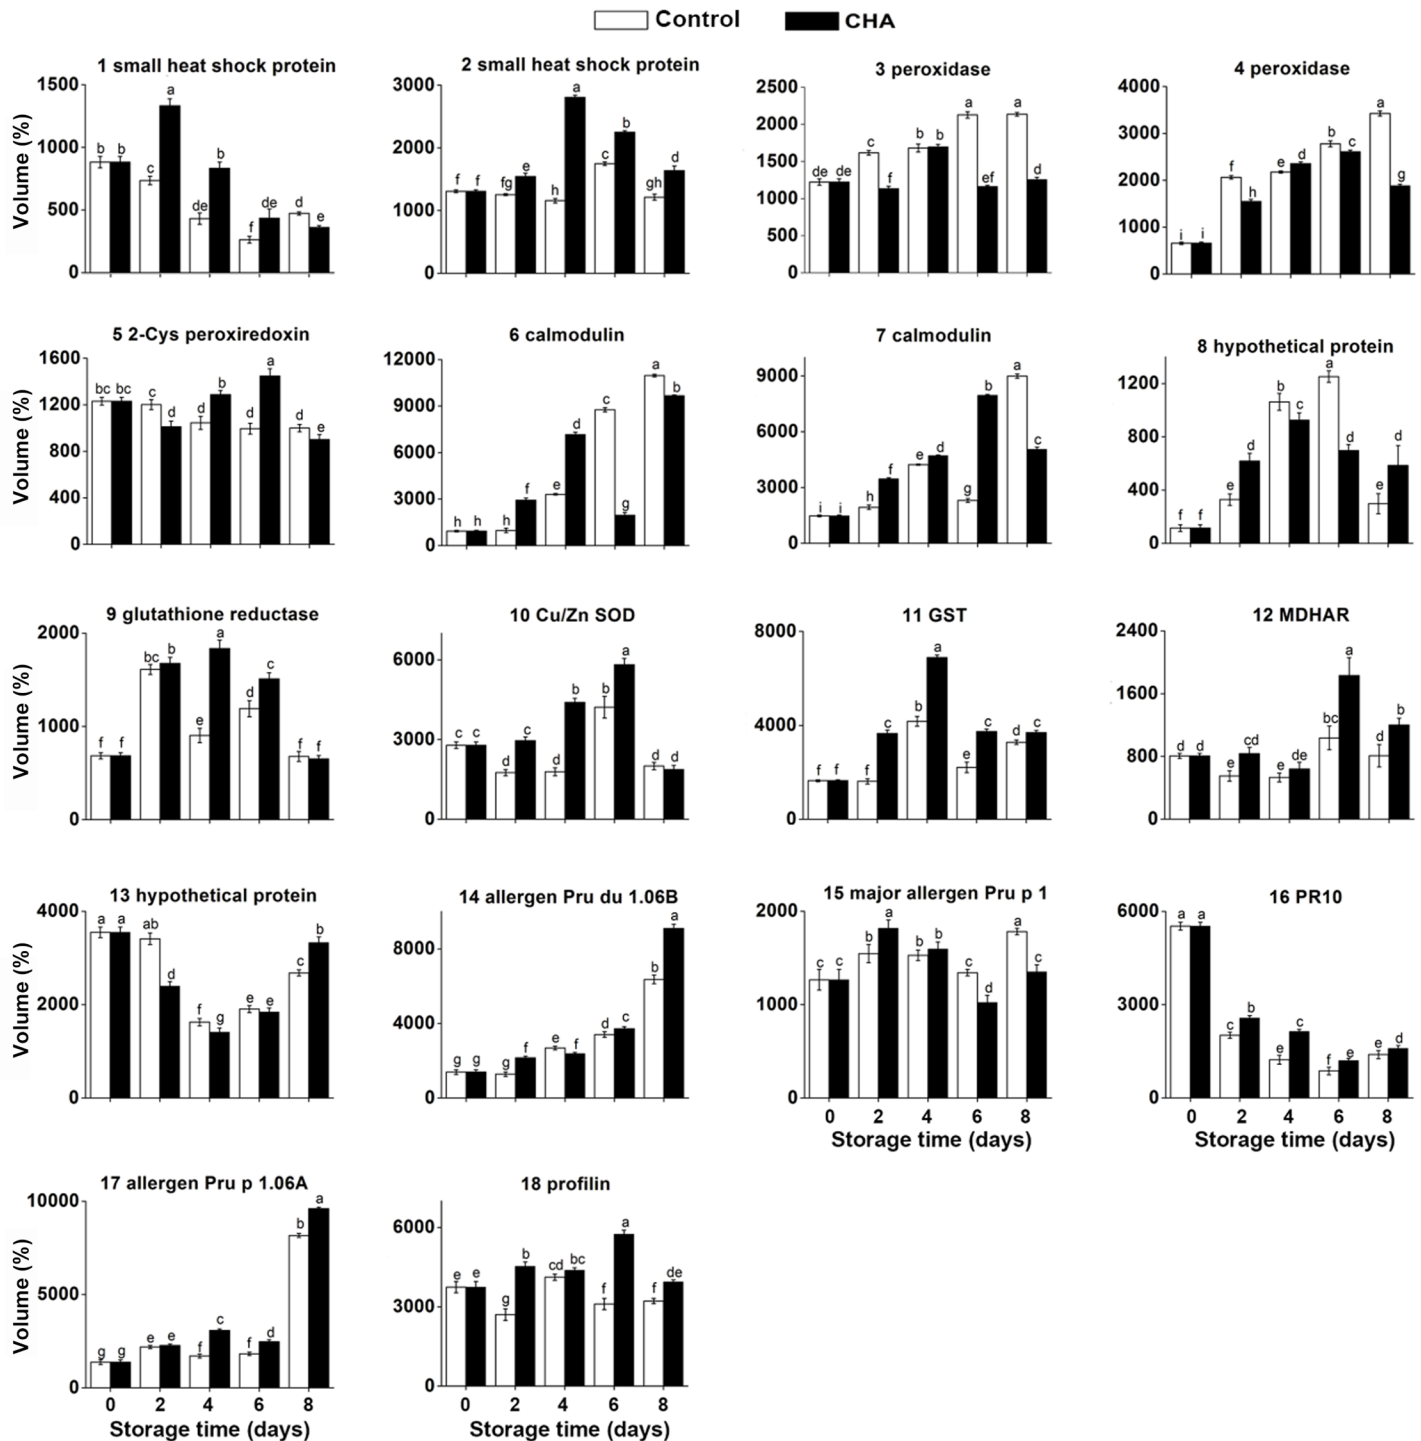 Control CHA
1 small heat shock protein
Volume (%)
1500
1000
500
0
b b c a de b f de d e
2 small heat shock protein
3000
2000
1000
0
f f fg e h a c b gh d
3 peroxidase
2500
2000
1500
1000
500
0
de de c f b b a ef a d
4 peroxidase
4000
3000
2000
1000
0
i i f h e d b c a g
5 2-Cys peroxiredoxin
Volume (%)
1600
1200
800
400
0
bc bc c d d b d a d e
6 calmodulin
12000
9000
6000
3000
0
h h h f e d c g a b
7 calmodulin
9000
6000
3000
0
i i h f e d g b a c
8 hypothetical protein
1200
800
400
0
f f e d b c a d e d
9 glutathione reductase
Volume (%)
2000
1000
0
f f bc b e a d c f f
10 Cu/Zn SOD
6000
3000
0
c c d c d b b a d d
11 GST
8000
4000
0
f f f c b a e c d c
12 MDHAR
2400
1600
800
0
d d e cd e de bc a d b
13 hypothetical protein
Volume (%)
4000
2000
0
a a ab d f g e e c b
14 allergen Pru du 1.06B
8000
4000
0
g g g f e f d c b a
15 major allergen Pru p 1
2000
1000
0
c c b a b b c d a c
0 2 4 6 8
Storage time (days)
16 PR10
6000
3000
0
a a c b e c f e e d
0 2 4 6 8
Storage time (days)
17 allergen Pru p 1.06A
Volume (%)
10000
5000
0
g g e e f c f d b a
0 2 4 6 8
Storage time (days)
18 profilin
6000
3000
0
e e g b cd bc f a f de
0 2 4 6 8
Storage time (days)